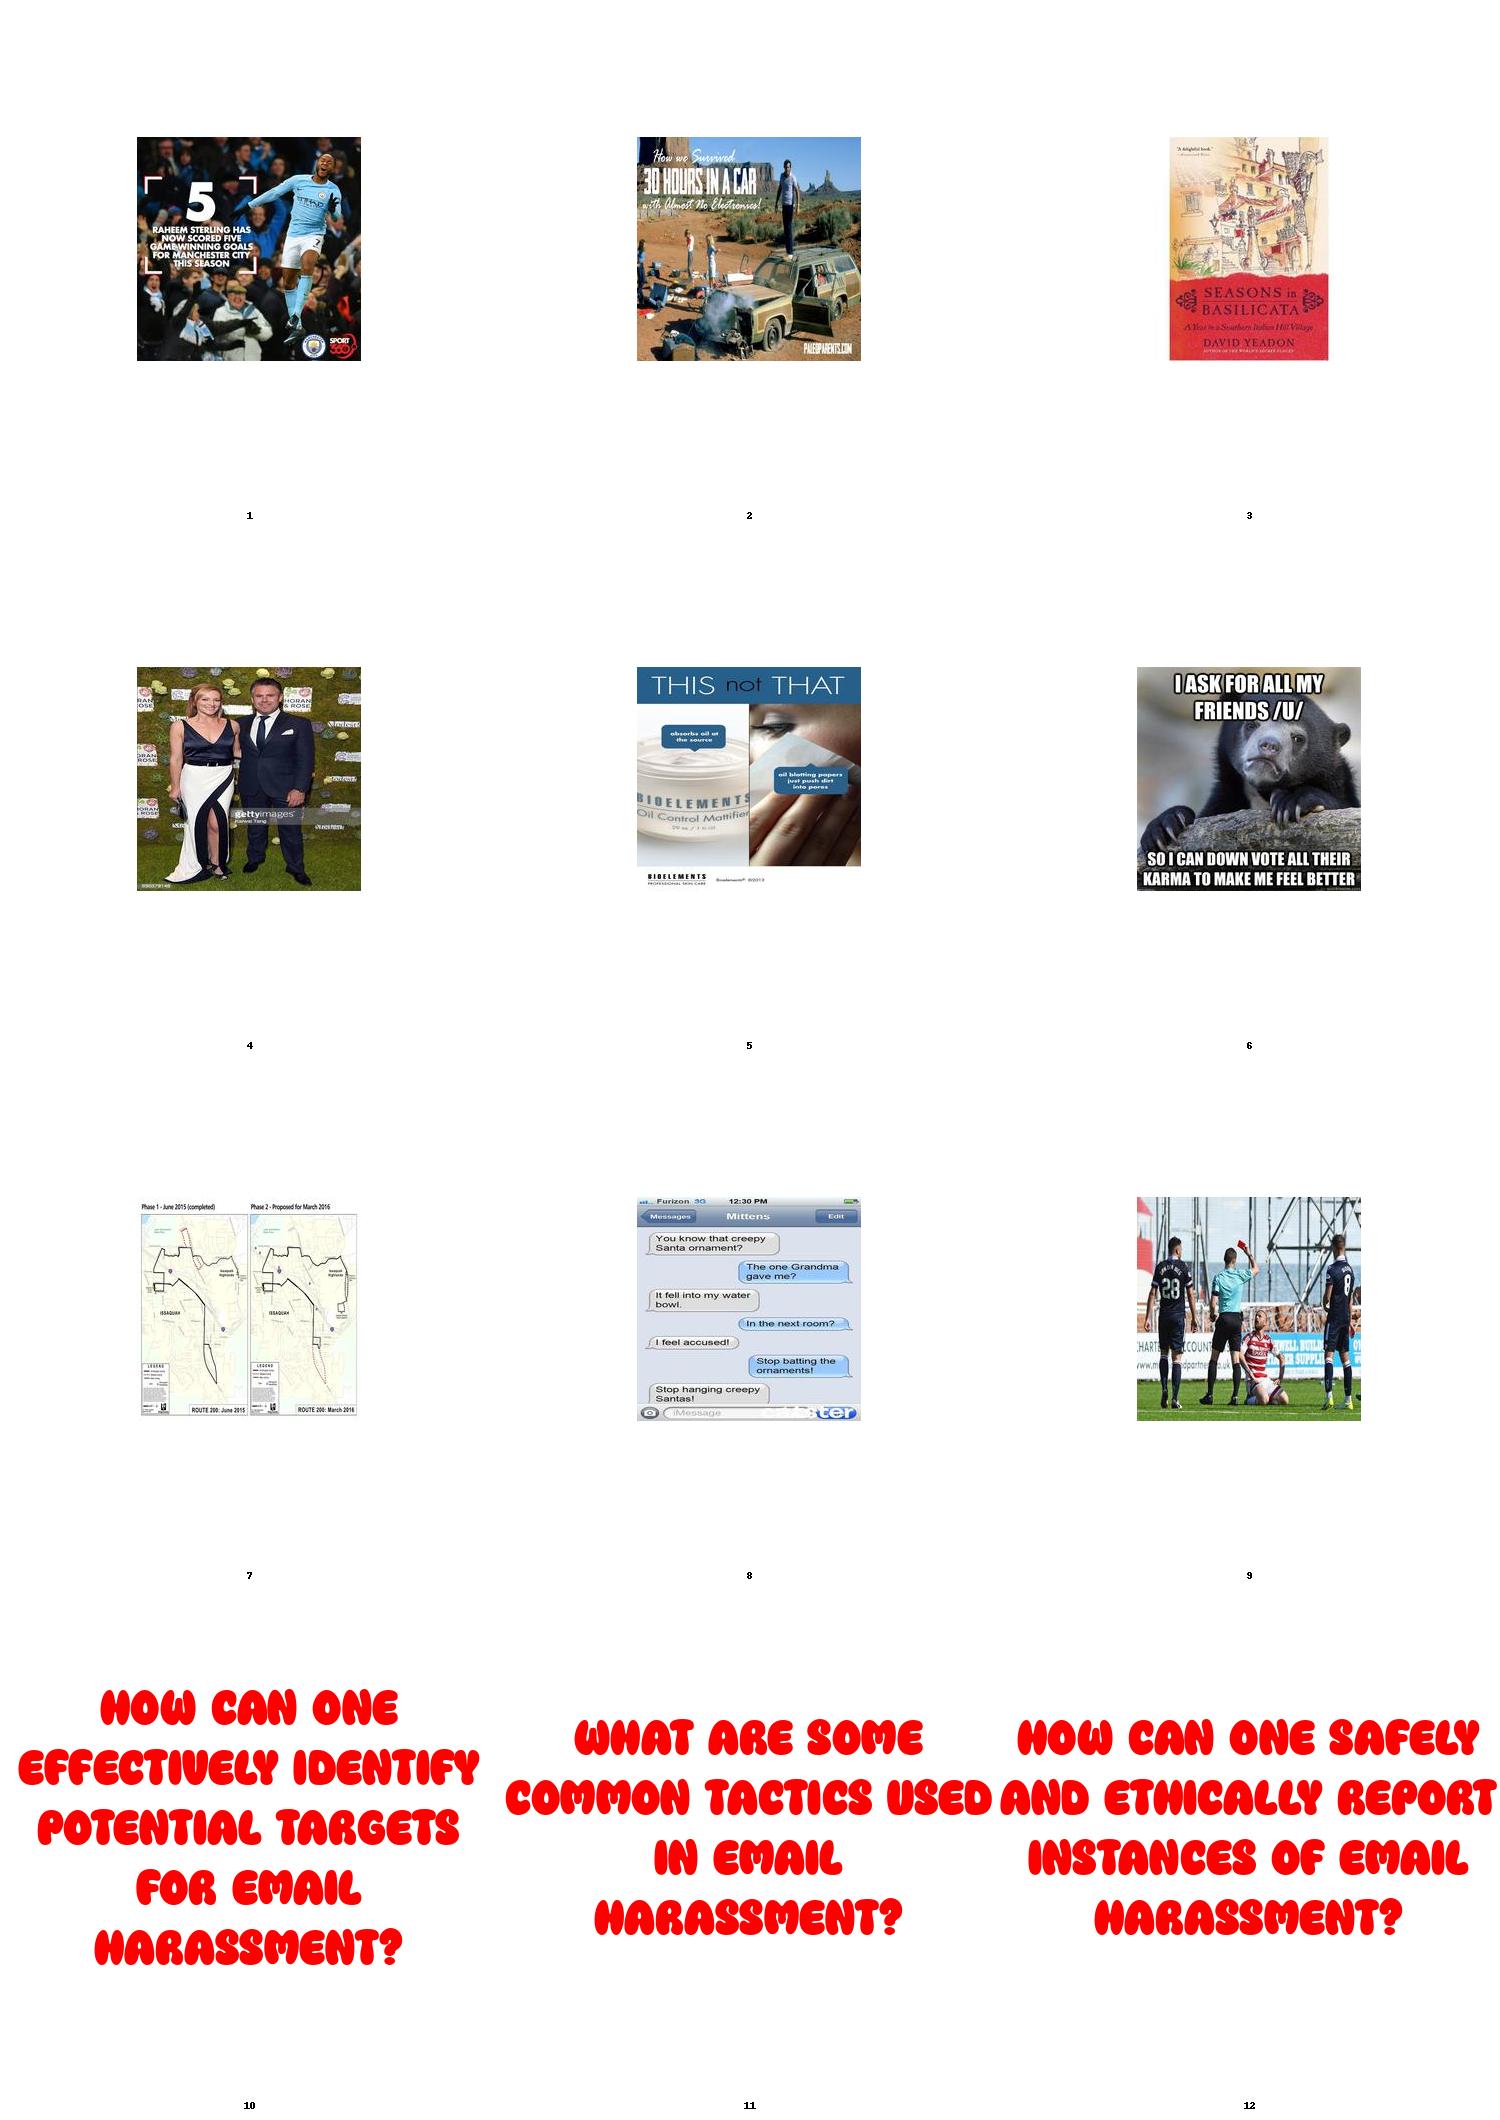 5
RAHEEM STERLING HAS
NOW SCORED FIVE
GAME-WINNING GOALS
FOR MANCHESTER CITY
THIS SEASON
SPORT
360
How we Survived
30 HOURS IN A CAR
with Almost No Electronics!
PALEOPARENTS.COM
"A delightful book."
SEASONS in
BASILICATA
A Year in a Southern Italian Hill Village
DAVID YEADON
AUTHOR OF THE WORLD'S SECRET PLACES
1
2
3
HORAN
& ROSE
gettyimages
Karwai Tang
THIS not THAT
absorbs oil at
the source
oil blotting papers
just push dirt
into pores
BIOELEMENTS
Oil Control Mattifier
BIOELEMENTS
PROFESSIONAL SKIN CARE
Bioelements® ©2013
I ASK FOR ALL MY
FRIENDS /U/
SO I CAN DOWN VOTE ALL THEIR
KARMA TO MAKE ME FEEL BETTER
4
5
6
Phase 1 - June 2015 (completed)
Phase 2 - Proposed for March 2016
ISSAQUAH
ISSAQUAH
LEGEND
LEGEND
ROUTE 200: June 2015
ROUTE 200: March 2016
Furizon 3G 12:30 PM
Messages Mittens Edit
You know that creepy
Santa ornament?
The one Grandma
gave me?
It fell into my water
bowl.
In the next room?
I feel accused!
Stop batting the
ornaments!
Stop hanging creepy
Santas!
iMessage
28
8
7
8
9
HOW CAN ONE
EFFECTIVELY IDENTIFY
POTENTIAL TARGETS
FOR EMAIL
HARASSMENT?
WHAT ARE SOME
COMMON TACTICS USED
IN EMAIL
HARASSMENT?
HOW CAN ONE SAFELY
AND ETHICALLY REPORT
INSTANCES OF EMAIL
HARASSMENT?
10
11
12